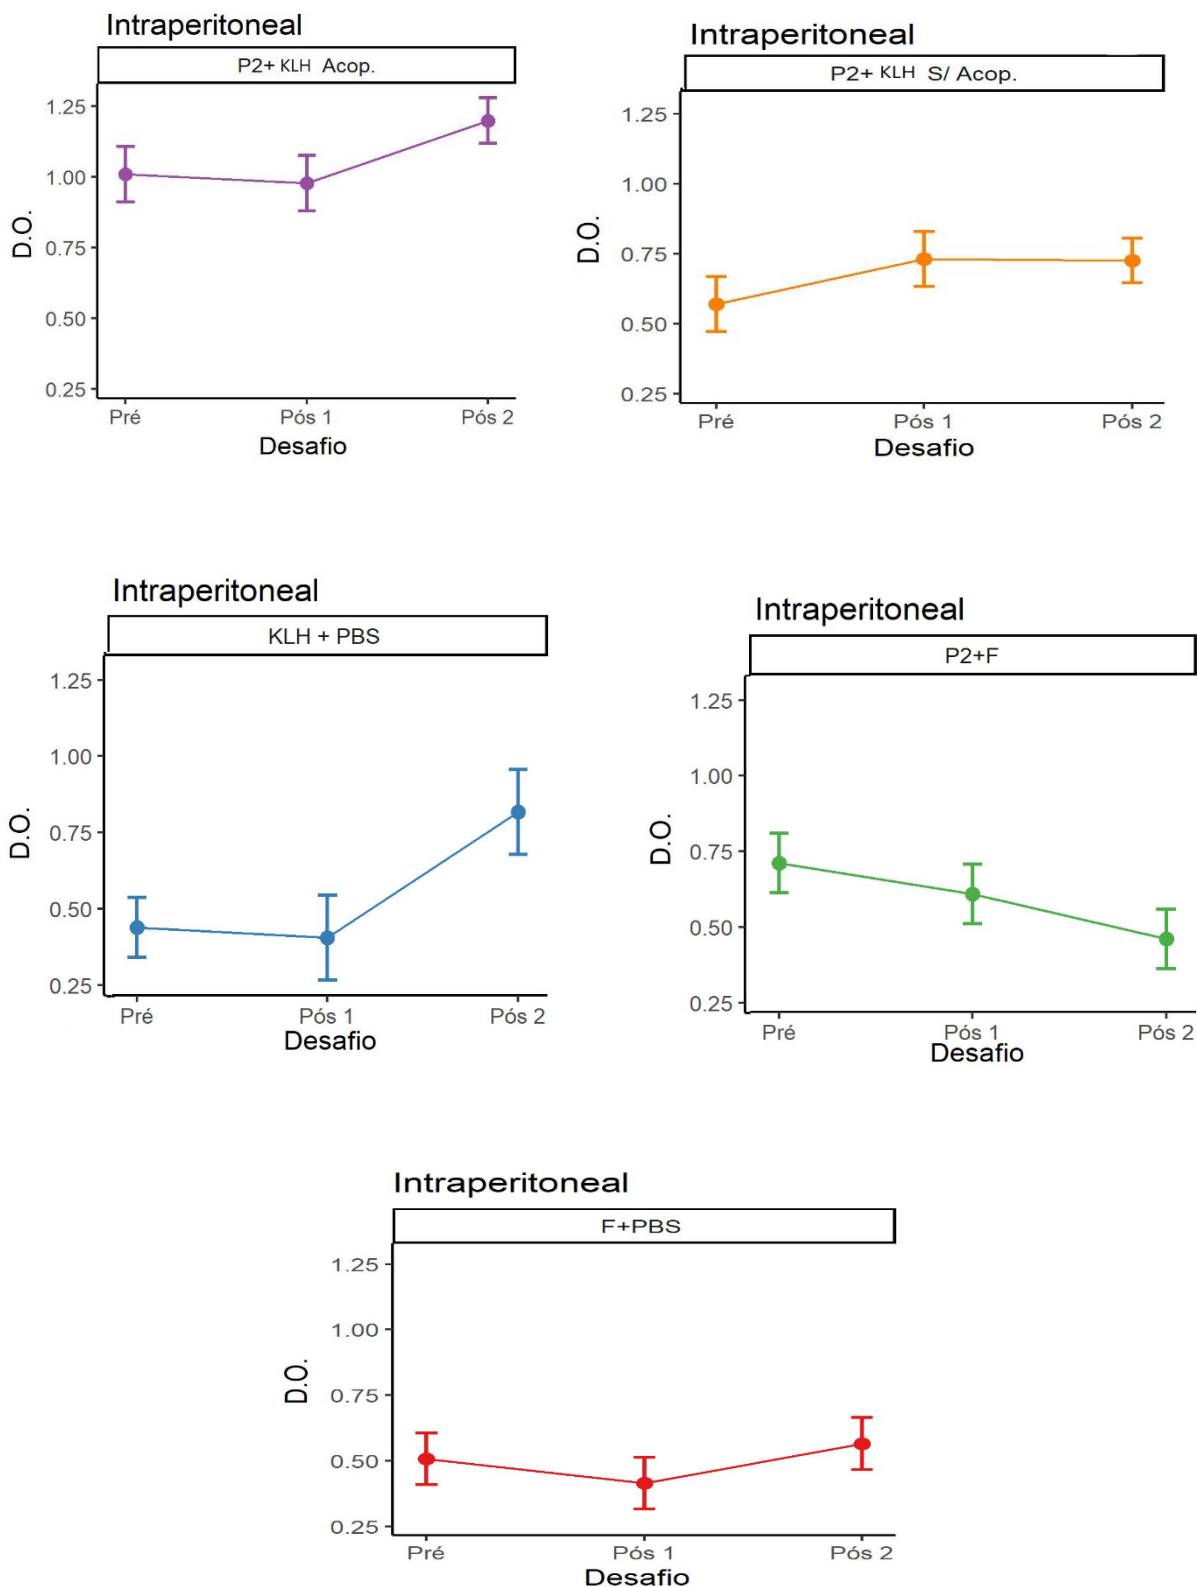 Intraperitoneal
P2+ KLH Acop.
1.25
1.00
0.75
0.50
0.25
D.O.
Pré
Pós 1
Pós 2
Desafio
Intraperitoneal
P2+ KLH S/ Acop.
1.25
1.00
0.75
0.50
0.25
D.O.
Pré
Pós 1
Pós 2
Desafio
Intraperitoneal
KLH + PBS
1.25
1.00
0.75
0.50
0.25
D.O.
Pré
Pós 1
Pós 2
Desafio
Intraperitoneal
P2+F
1.25
1.00
0.75
0.50
0.25
D.O.
Pré
Pós 1
Pós 2
Desafio
Intraperitoneal
F+PBS
1.25
1.00
0.75
0.50
0.25
D.O.
Pré
Pós 1
Pós 2
Desafio